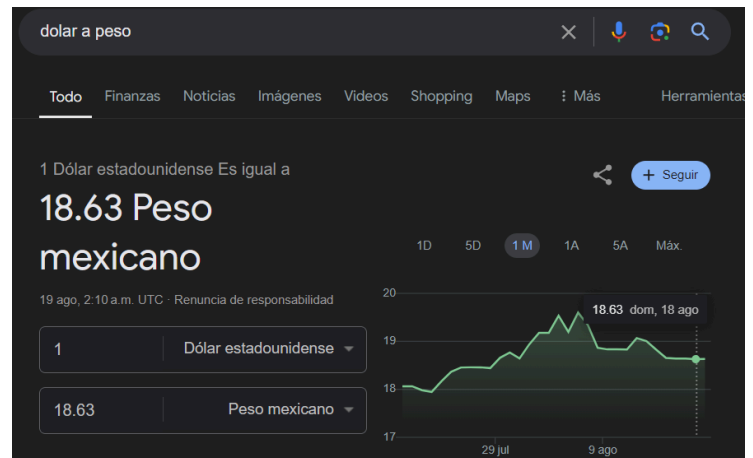 dolar a peso
Todo Finanzas Noticias Imágenes Videos Shopping Maps Más Herramientas
1 Dólar estadounidense Es igual a
+ Seguir
18.63 Peso
mexicano
19 ago, 2:10 a.m. UTC · Renuncia de responsabilidad
1 Dólar estadounidense
18.63 Peso mexicano
1D 5D 1 M 1A 5A Máx.
18.63 dom, 18 ago
20
19
18
17
29 jul 9 ago